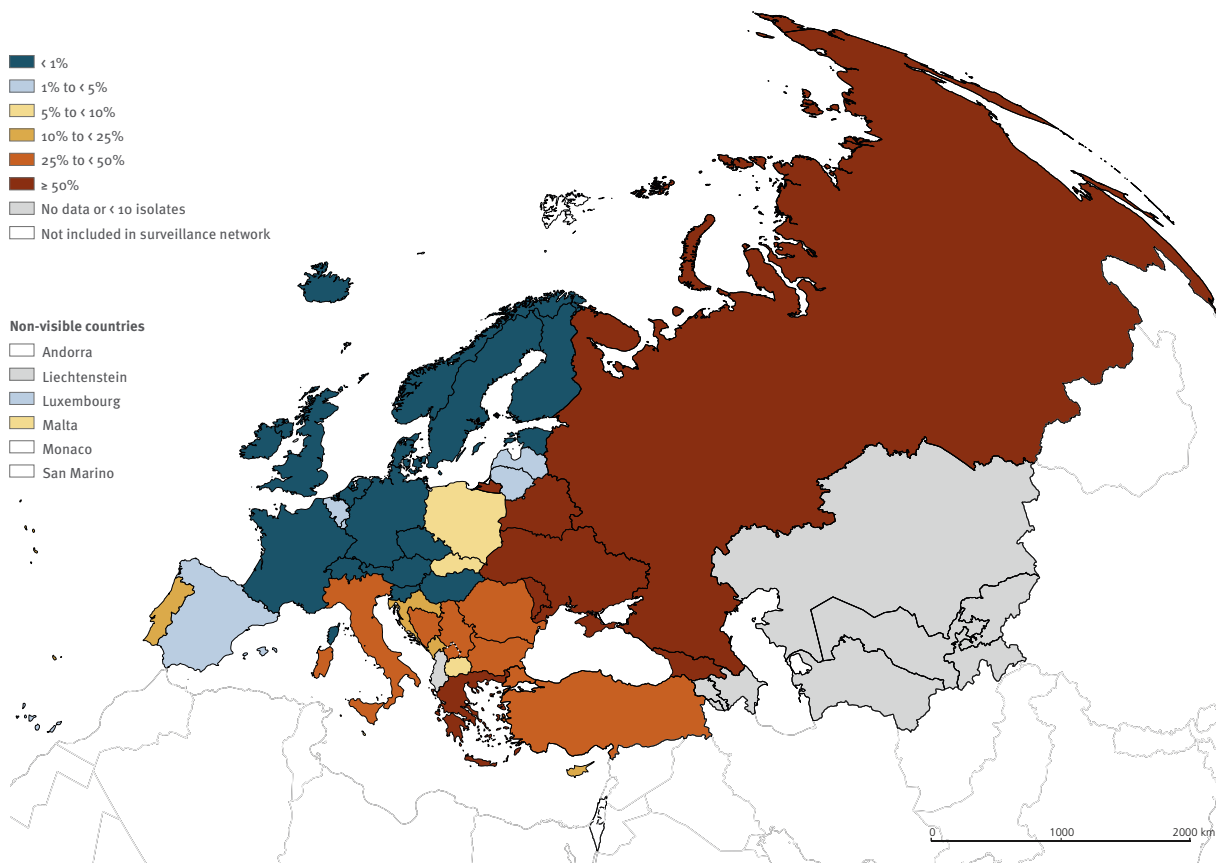 < 1%
1% to < 5%
5% to < 10%
10% to < 25%
25% to < 50%
≥ 50%
No data or < 10 isolates
Not included in surveillance network
Non-visible countries
Andorra
Liechtenstein
Luxembourg
Malta
Monaco
San Marino
0 1000 2000 km